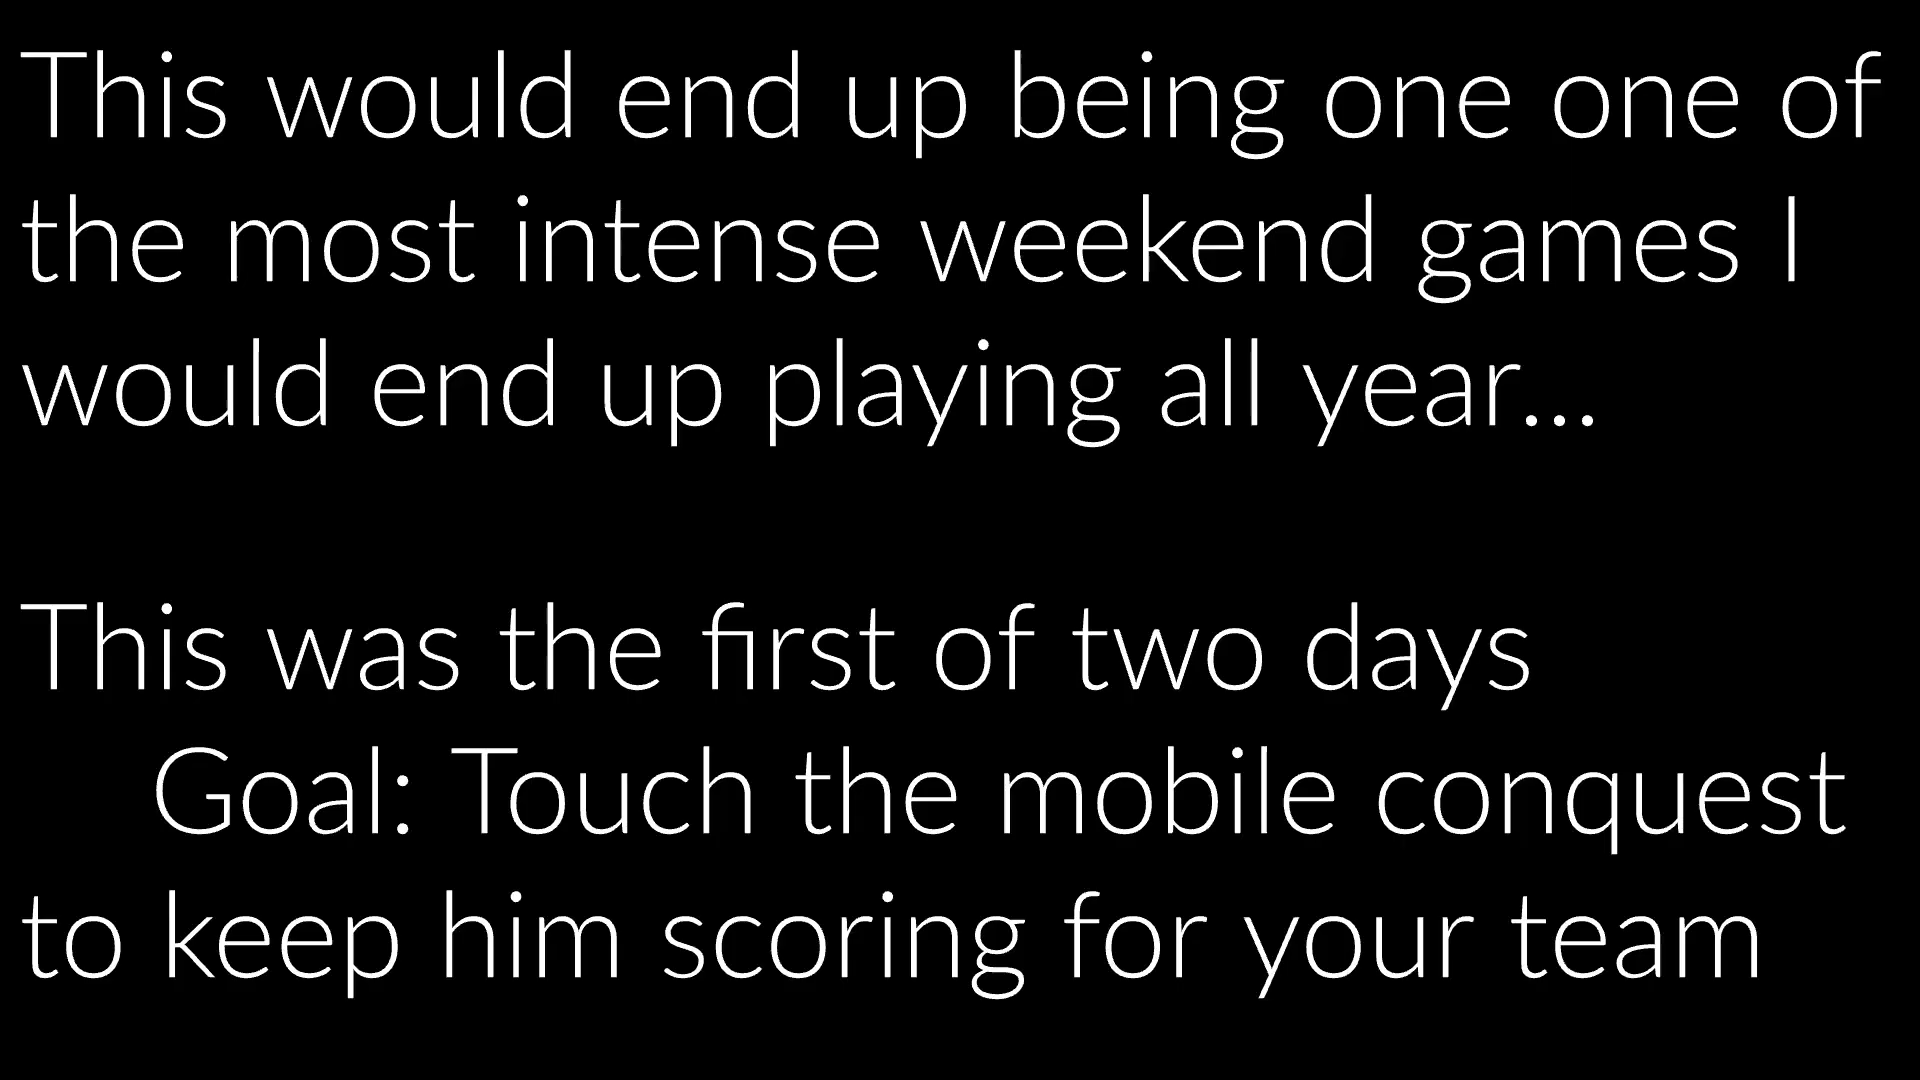 This would end up being one one of
the most intense weekend games I
would end up playing all year...
This was the first of two days
Goal: Touch the mobile conquest
to keep him scoring for your team